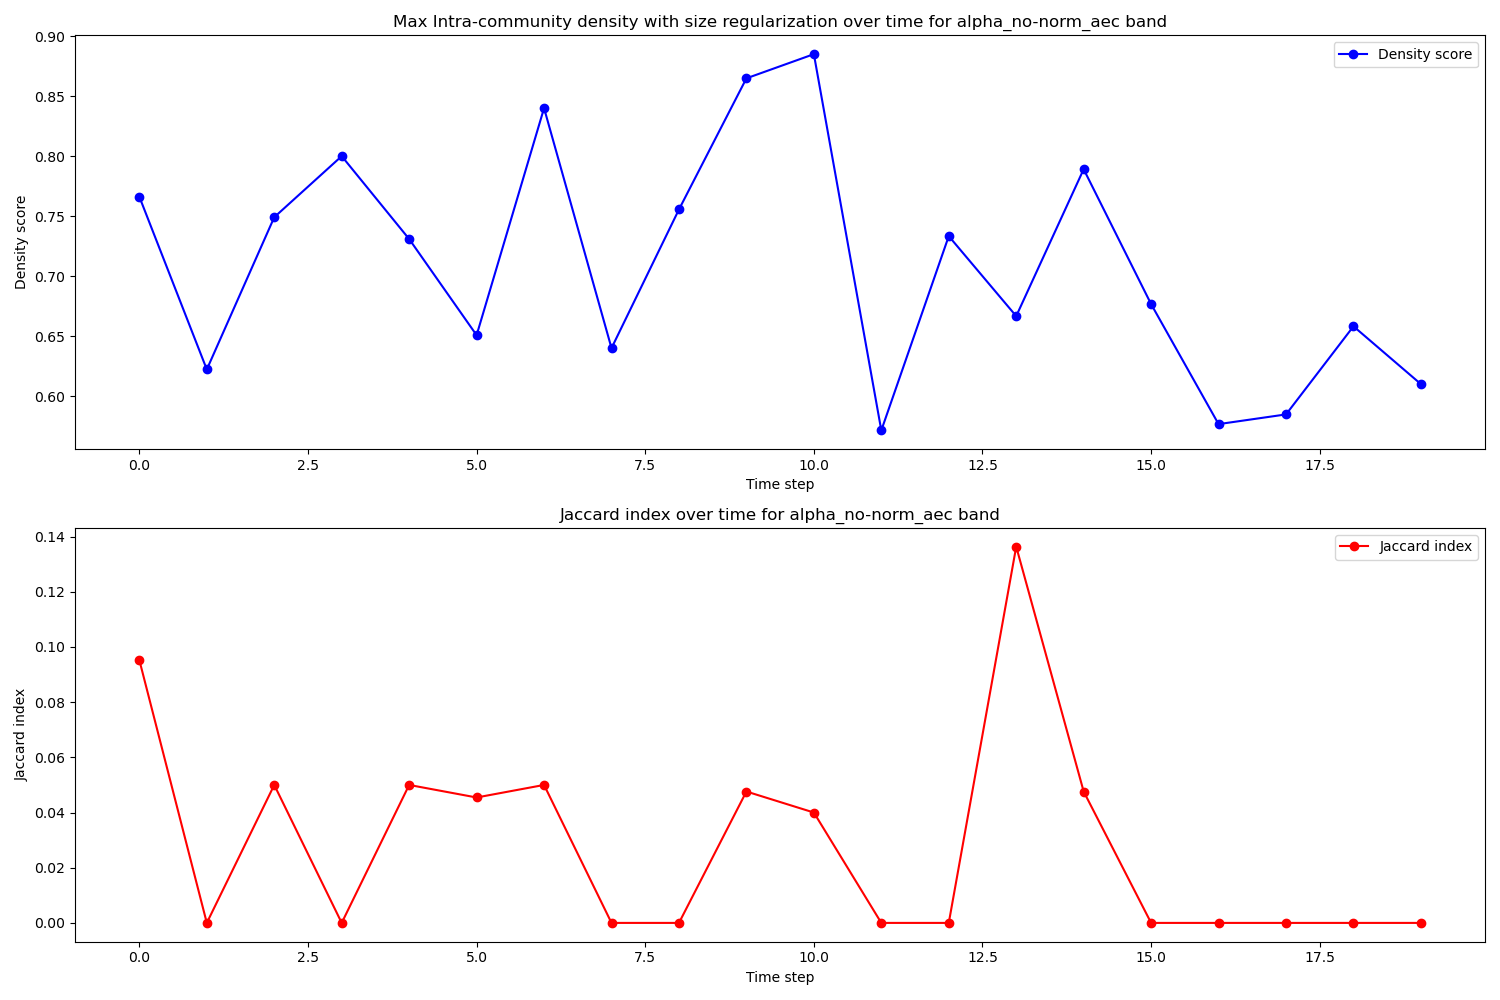 Max Intra-community density with size regularization over time for alpha_no-norm_aec band
Density score
0.90
0.85
0.80
0.75
0.70
0.65
0.60
Density score
0.0 2.5 5.0 7.5 10.0 12.5 15.0 17.5
Time step
Jaccard index over time for alpha_no-norm_aec band
Jaccard index
0.14
0.12
0.10
0.08
0.06
0.04
0.02
0.00
Jaccard index
0.0 2.5 5.0 7.5 10.0 12.5 15.0 17.5
Time step